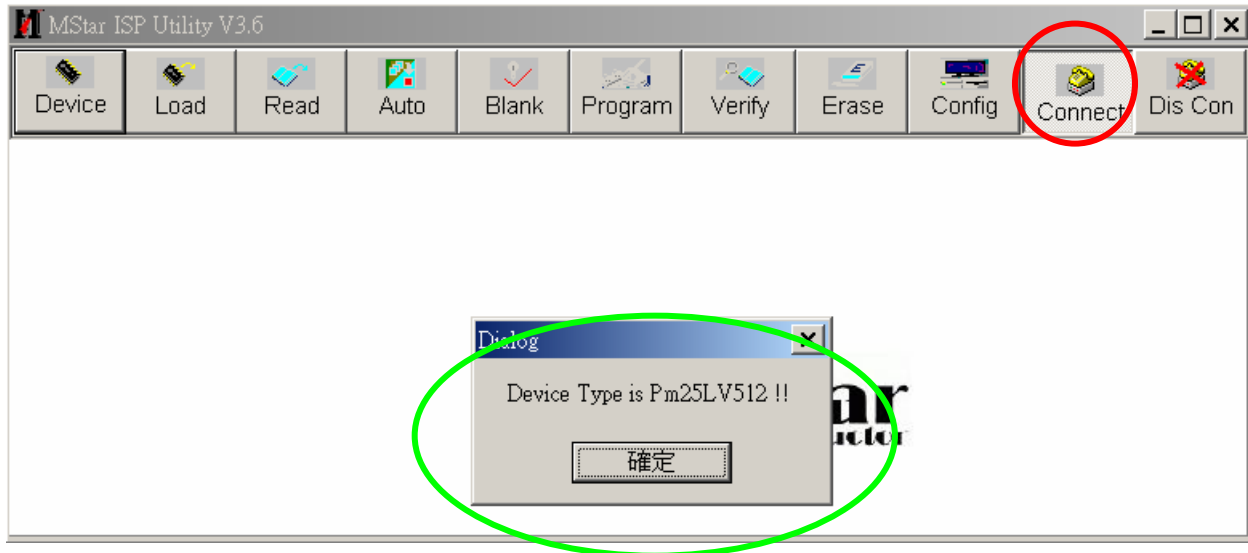 MStar ISP Utility V3.6
Device Load Read Auto Blank Program Verify Erase Config Connect Dis Con
Dialog
Device Type is Pm25LV512 !!
確定